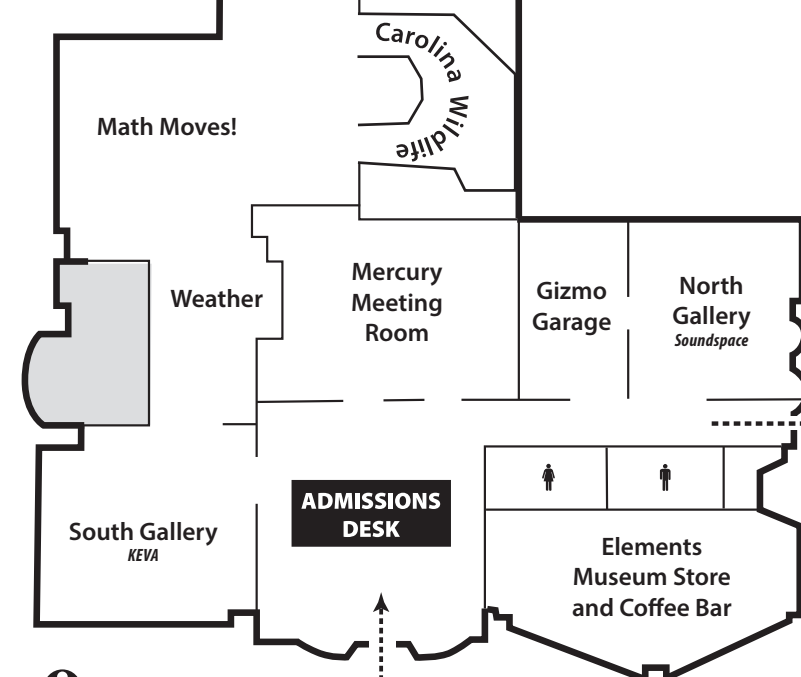 Carolina Wildlife
Math Moves!
Weather
Mercury
Meeting
Room
Gizmo
Garage
North
Gallery
Soundspace
ADMISSIONS
DESK
South Gallery
KEVA
Elements
Museum Store
and Coffee Bar